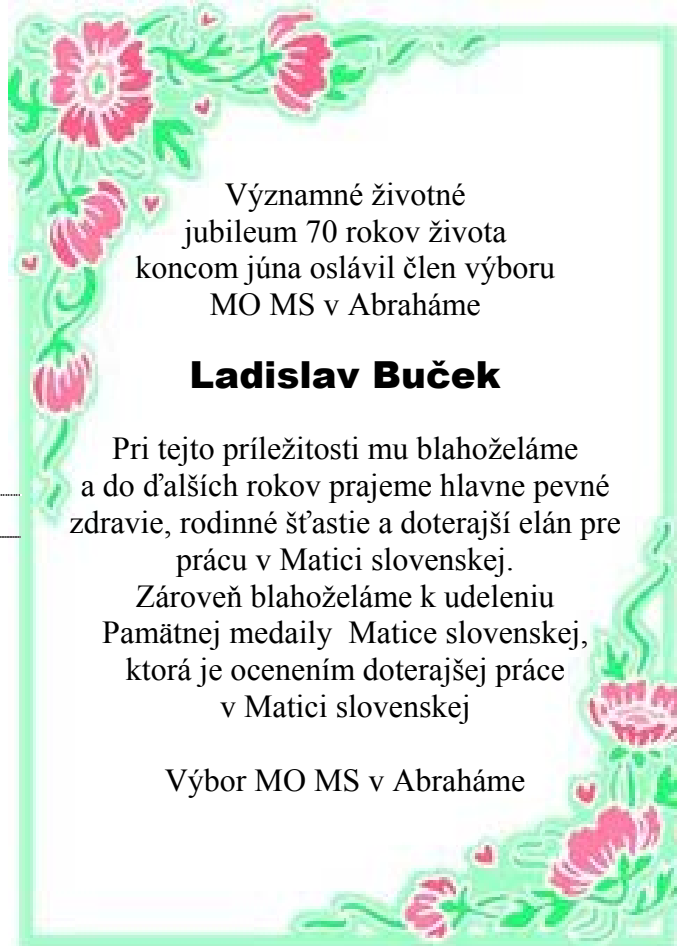 Významné životné
jubileum 70 rokov života
koncom júna oslávil člen výboru
MO MS v Abraháme
Ladislav Buček
Pri tejto príležitosti mu blahoželáme
a do ďalších rokov prajeme hlavne pevné
zdravie, rodinné šťastie a doterajší elán pre
prácu v Matici slovenskej.
Zároveň blahoželáme k udeleniu
Pamätnej medaily  Matice slovenskej,
ktorá je ocenením doterajšej práce
v Matici slovenskej
Výbor MO MS v Abraháme